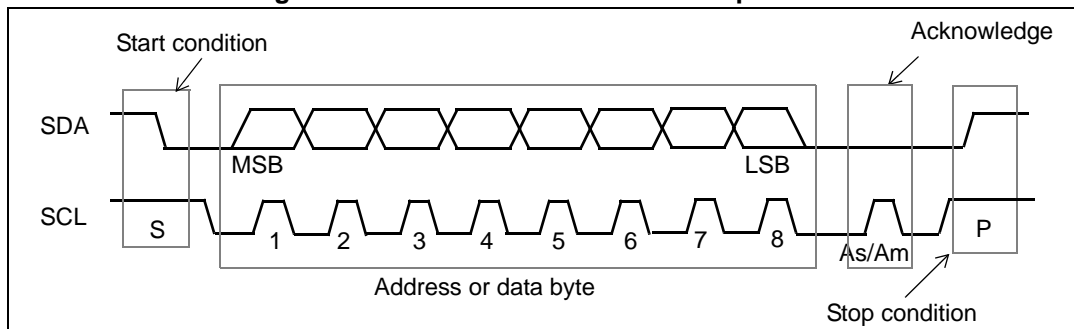 Start condition
Acknowledge
SDA
MSB
LSB
SCL
S
1
2
3
4
5
6
7
8
As/Am
P
Address or data byte
Stop condition